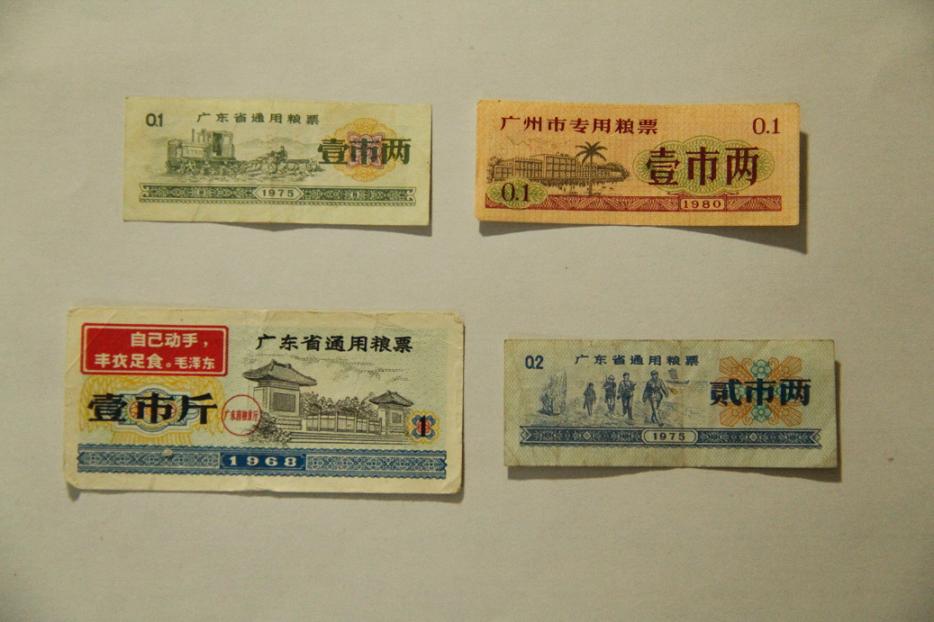 0.1 广东省通用粮票
壹市两
1975
广州市专用粮票 0.1
壹市两
0.1
1980
自己动手，
丰衣足食。毛泽东
广东省通用粮票
壹市斤
1
1968
0.2 广东省通用粮票
贰市两
1975